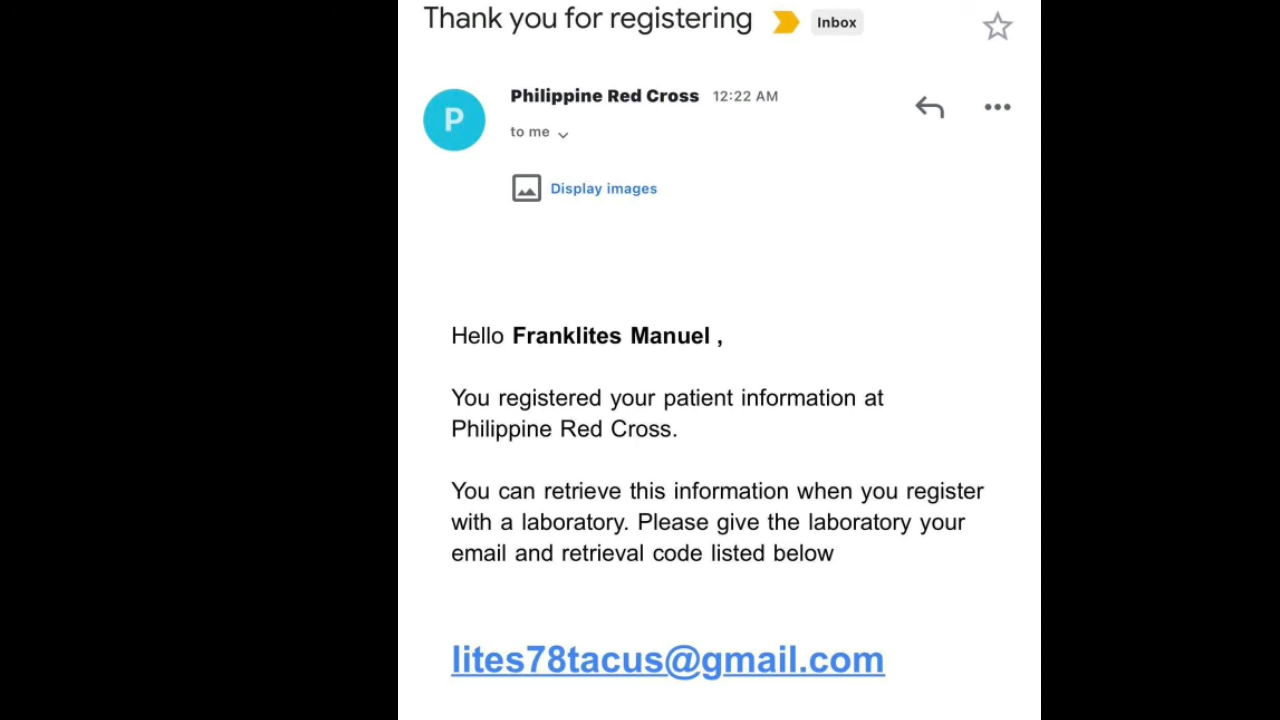 Thank you for registering Inbox
Philippine Red Cross 12:22 AM
P
to me
Display images
Hello Franklites Manuel ,
You registered your patient information at
Philippine Red Cross.
You can retrieve this information when you register
with a laboratory. Please give the laboratory your
email and retrieval code listed below
lites78tacus@gmail.com